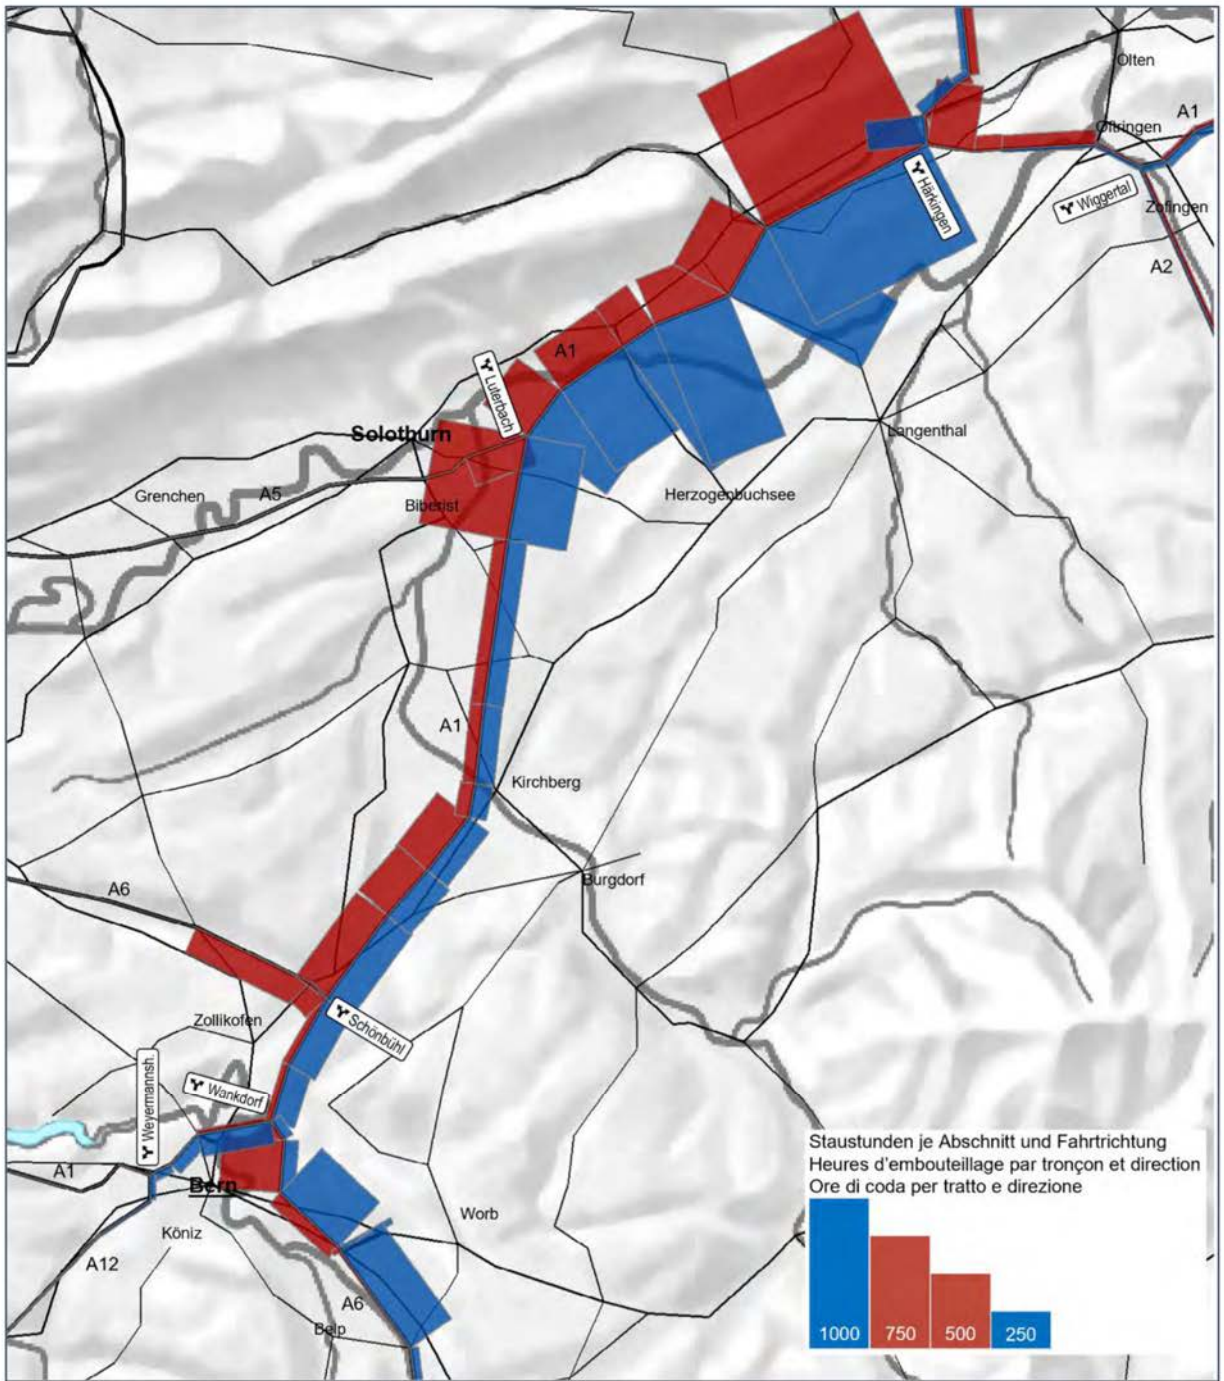 Olten
A1
Oftringen
Härkingen
Wiggertal
Zofingen
A2
A1
Luterbach
Solothurn
Langenthal
Grenchen
A5
Biberist
Herzogenbuchsee
A1
Kirchberg
Burgdorf
A6
Schönbühl
Zollikofen
Weyermannsh.
Wankdorf
A1
Bern
Worb
Köniz
A12
A6
Belp
Staustunden je Abschnitt und Fahrtrichtung
Heures d'embouteillage par tronçon et direction
Ore di coda per tratto e direzione
1000 750 500 250